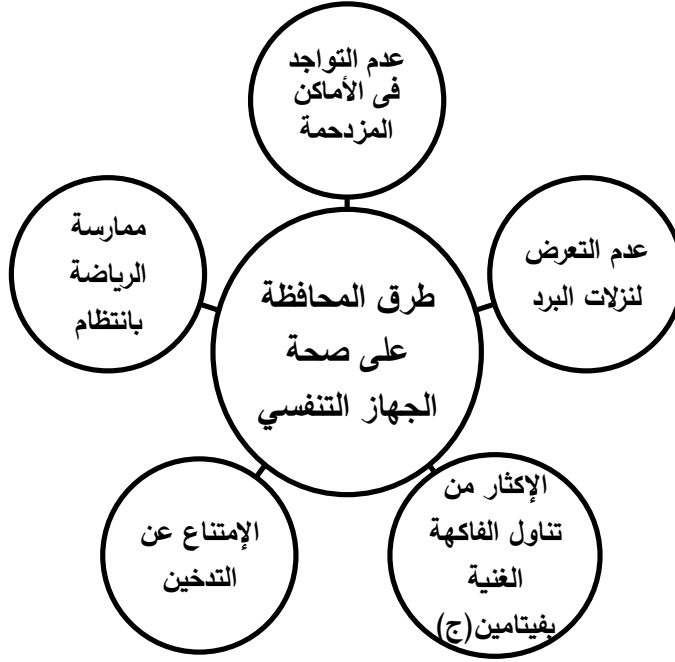 عدم التواجد
فى الأماكن
المزدحمة
عدم التعرض
لنزلات البرد
ممارسة
الرياضة
بانتظام
طرق المحافظة
على صحة
الجهاز التنفسي
الإكثار من
تناول الفاكهة
الغنية
بفيتامين(ج)
الإمتناع عن
التدخين